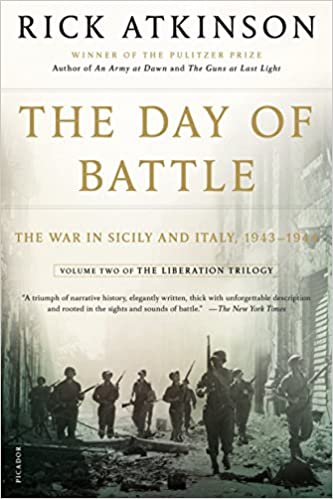 RICK ATKINSON
WINNER OF THE PULITZER PRIZE
Author of An Army at Dawn and The Guns at Last Light
THE DAY OF
BATTLE
THE WAR IN SICILY AND ITALY, 1943–1944
VOLUME TWO OF THE LIBERATION TRILOGY
"A triumph of narrative history, elegantly written, thick with unforgettable description
and rooted in the sights and sounds of battle." —The New York Times
PICADOR